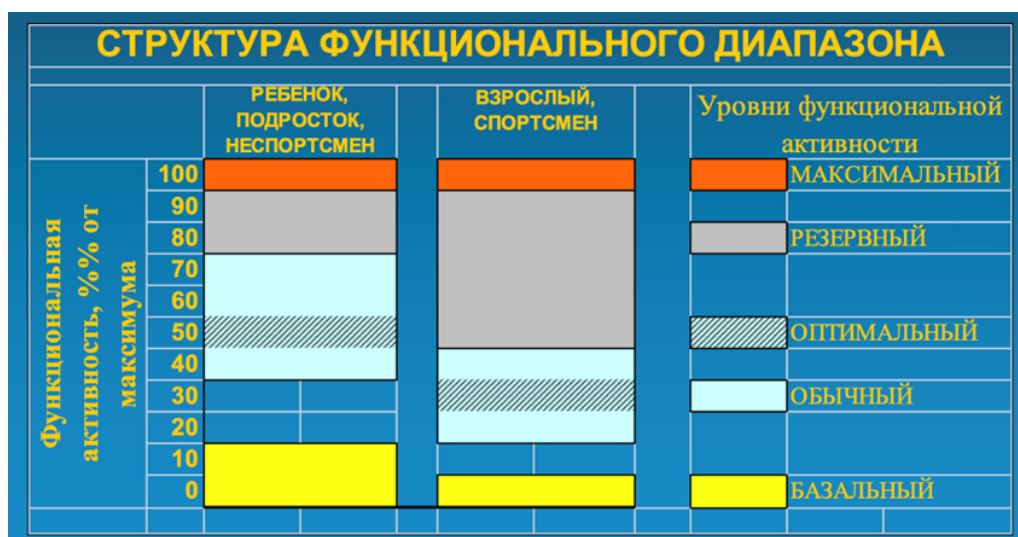 СТРУКТУРА ФУНКЦИОНАЛЬНОГО ДИАПАЗОНА
РЕБЕНОК,
ПОДРОСТОК,
НЕСПОРТСМЕН
ВЗРОСЛЫЙ,
СПОРТСМЕН
Уровни функциональной
активности
Функциональная
активность, %% от
максимума
100
90
80
70
60
50
40
30
20
10
0
МАКСИМАЛЬНЫЙ
РЕЗЕРВНЫЙ
ОПТИМАЛЬНЫЙ
ОБЫЧНЫЙ
БАЗАЛЬНЫЙ